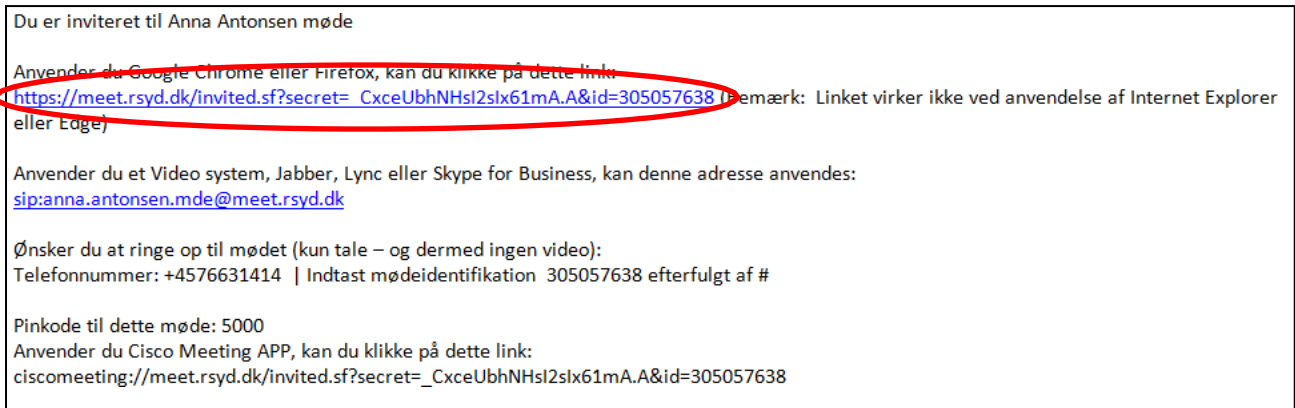 Du er inviteret til Anna Antonsen møde
Anvender du Google Chrome eller Firefox, kan du klikke på dette link:
https://meet.rsyd.dk/invited.sf?secret=_CxceUbhNHsI2sIx61mA.A&id=305057638 (Bemærk:  Linket virker ikke ved anvendelse af Internet Explorer
eller Edge)
Anvender du et Video system, Jabber, Lync eller Skype for Business, kan denne adresse anvendes:
sip:anna.antonsen.mde@meet.rsyd.dk
Ønsker du at ringe op til mødet (kun tale – og dermed ingen video):
Telefonnummer: +4576631414  | Indtast mødeidentifikation  305057638 efterfulgt af #
Pinkode til dette møde: 5000
Anvender du Cisco Meeting APP, kan du klikke på dette link:
ciscomeeting://meet.rsyd.dk/invited.sf?secret=_CxceUbhNHsI2sIx61mA.A&id=305057638